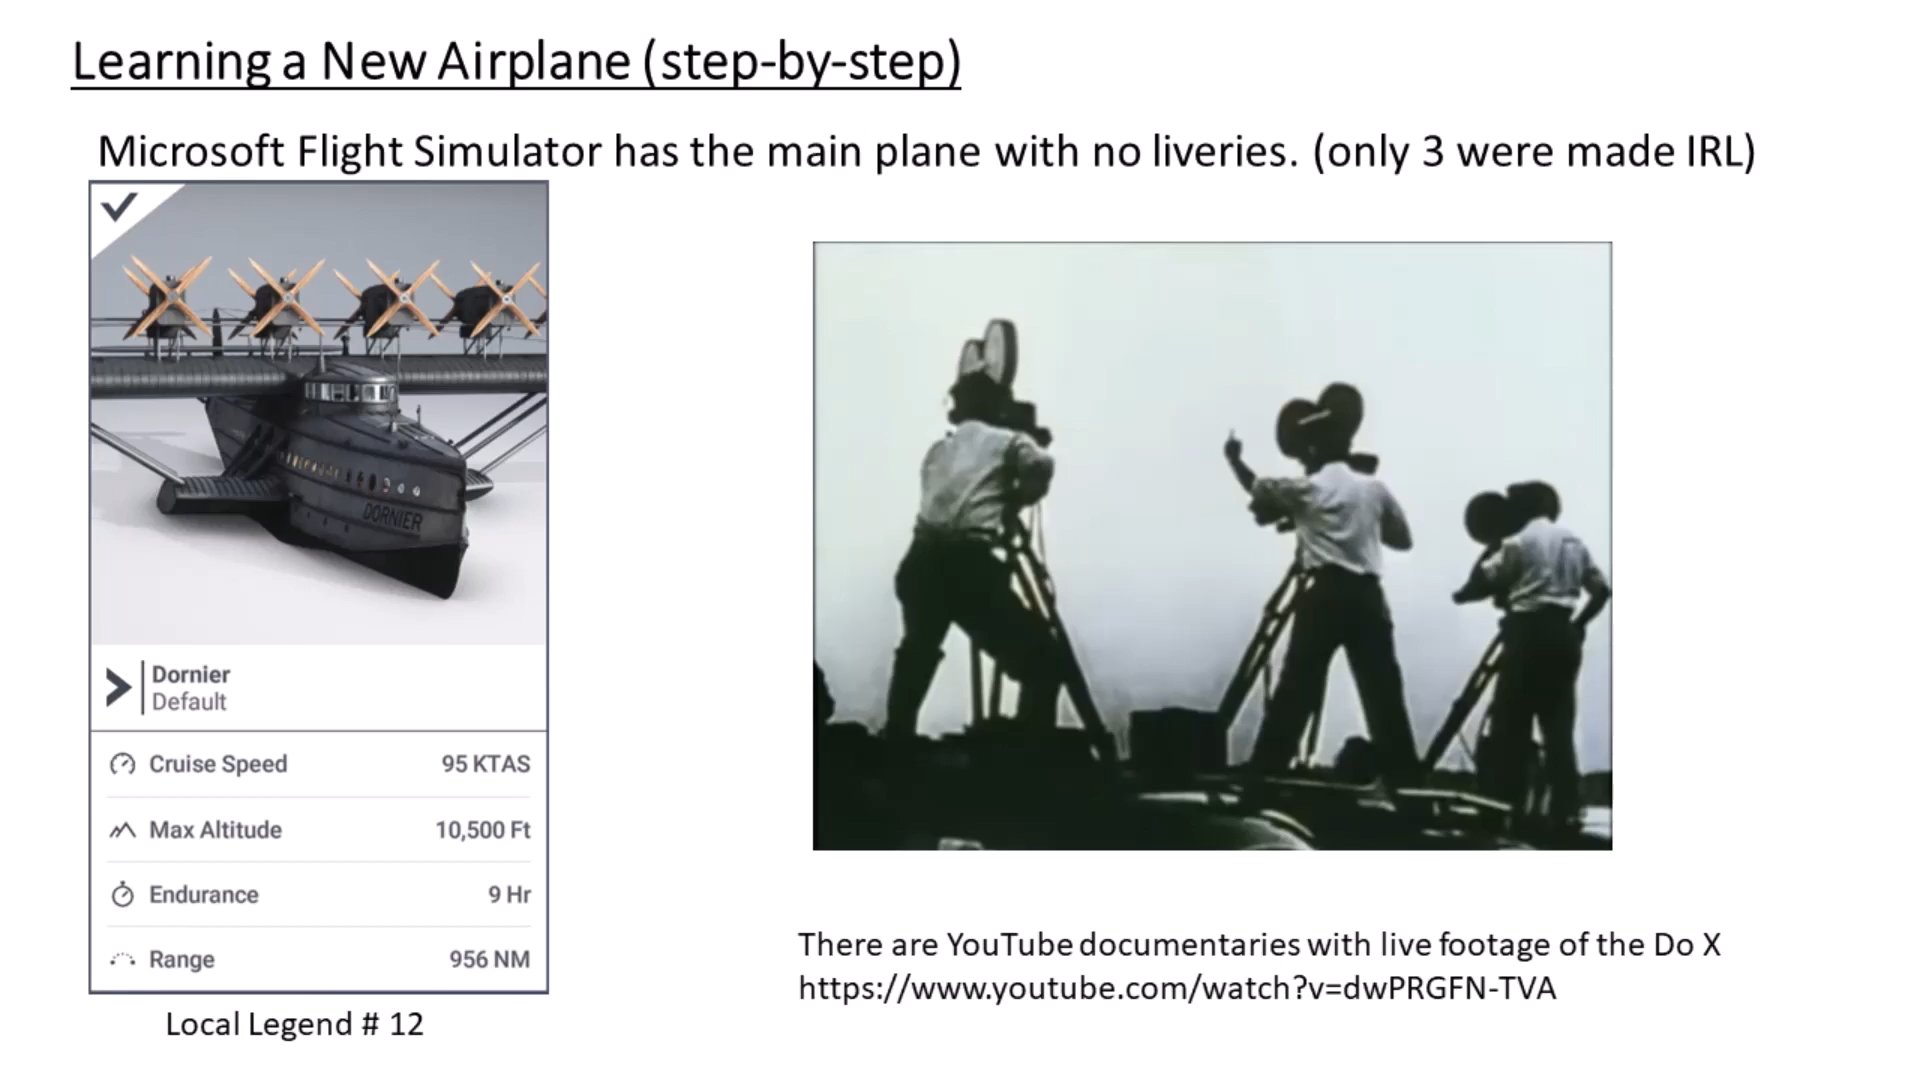 Learning a New Airplane (step-by-step)
Microsoft Flight Simulator has the main plane with no liveries. (only 3 were made IRL)
DORNIER
Dornier
Default
Cruise Speed 95 KTAS
Max Altitude 10,500 Ft
Endurance 9 Hr
Range 956 NM
Local Legend # 12
There are YouTube documentaries with live footage of the Do X
https://www.youtube.com/watch?v=dwPRGFN-TVA